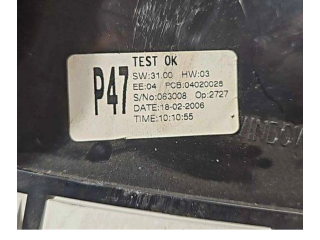 TEST OK
P47
SW:31.00 HW:03
EE:04 PCB:04020028
S/No:063008 Op:2727
DATE:18-02-2006
TIME:10:10:55